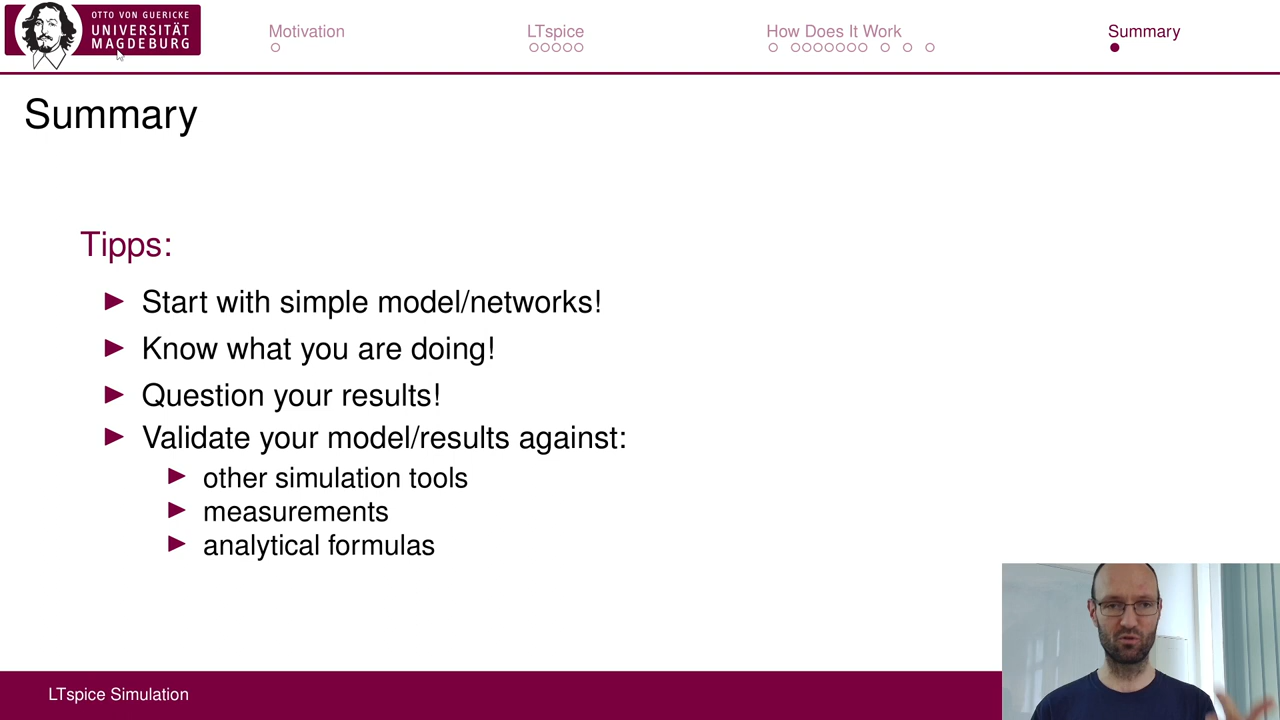 OTTO VON GUERICKE
UNIVERSITÄT
MAGDEBURG
Motivation
LTspice
How Does It Work
Summary
Summary
Tipps:
Start with simple model/networks!
Know what you are doing!
Question your results!
Validate your model/results against:
other simulation tools
measurements
analytical formulas
LTspice Simulation